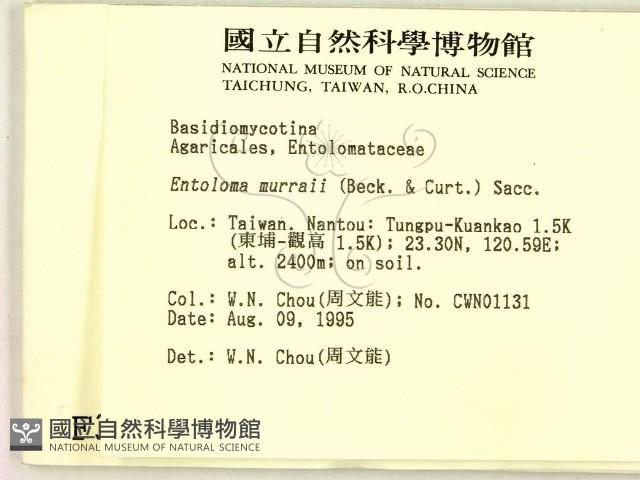 國立自然科學博物館
NATIONAL MUSEUM OF NATURAL SCIENCE
TAICHUNG, TAIWAN, R.O.CHINA
Basidiomycotina
Agaricales, Entolomataceae
Entoloma murraii (Beck. & Curt.) Sacc.
Loc.: Taiwan. Nantou: Tungpu-Kuankao 1.5K
(東埔-觀高 1.5K); 23.30N, 120.59E;
alt. 2400m; on soil.
Col.: W.N. Chou(周文能); No. CWN01131
Date: Aug. 09, 1995
Det.: W.N. Chou(周文能)
國立自然科學博物館
NATIONAL MUSEUM OF NATURAL SCIENCE